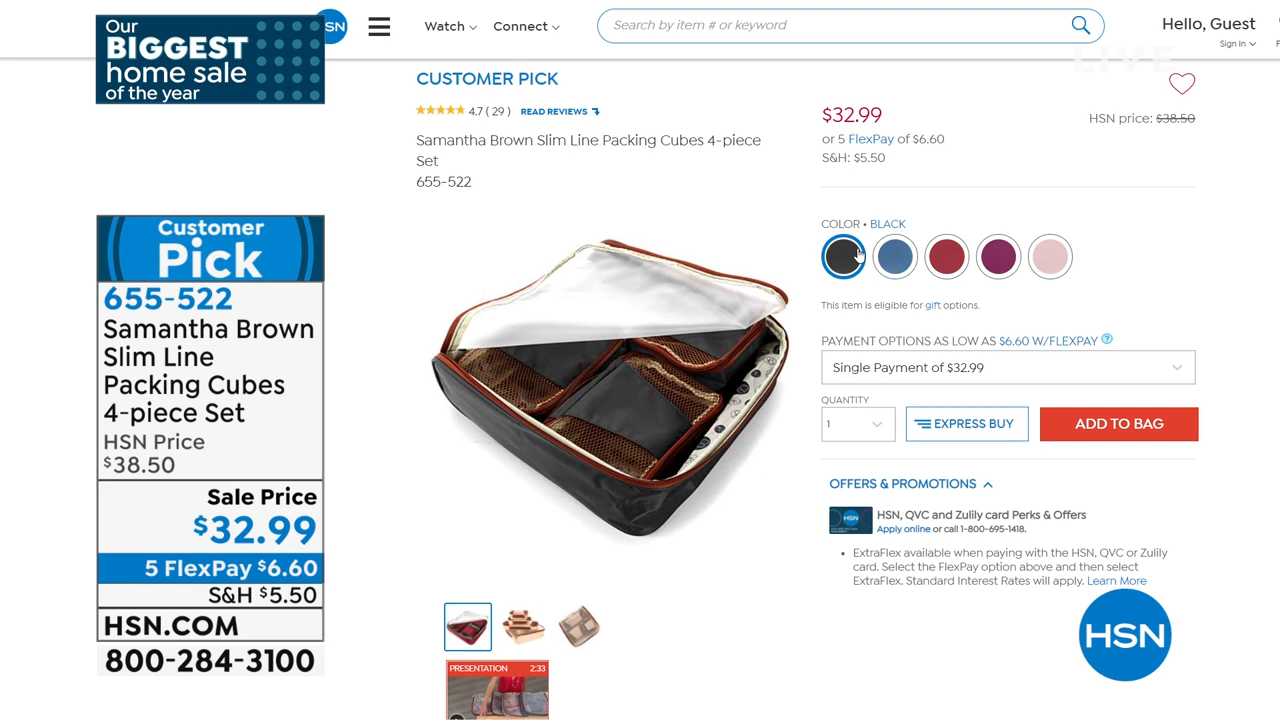 Our
BIGGEST
home sale
of the year
Watch
Connect
Search by item # or keyword
Hello, Guest
Sign In
LIVE
CUSTOMER PICK
4.7 ( 29 ) READ REVIEWS
Samantha Brown Slim Line Packing Cubes 4-piece
Set
655-522
$32.99
HSN price: $38.50
or 5 FlexPay of $6.60
S&H: $5.50
COLOR • BLACK
This item is eligible for gift options.
PAYMENT OPTIONS AS LOW AS $6.60 W/FLEXPAY ?
Single Payment of $32.99
QUANTITY
1
EXPRESS BUY
ADD TO BAG
OFFERS & PROMOTIONS
HSN
HSN, QVC and Zulily card Perks & Offers
Apply online or call 1-800-695-1418.
• ExtraFlex available when paying with the HSN, QVC or Zulily
card. Select the FlexPay option above and then select
ExtraFlex. Standard Interest Rates will apply. Learn More
HSN
Customer
Pick
655-522
Samantha Brown
Slim Line
Packing Cubes
4-piece Set
HSN Price
$38.50
Sale Price
$32.99
5 FlexPay $6.60
S&H $5.50
HSN.COM
800-284-3100
PRESENTATION 2:33